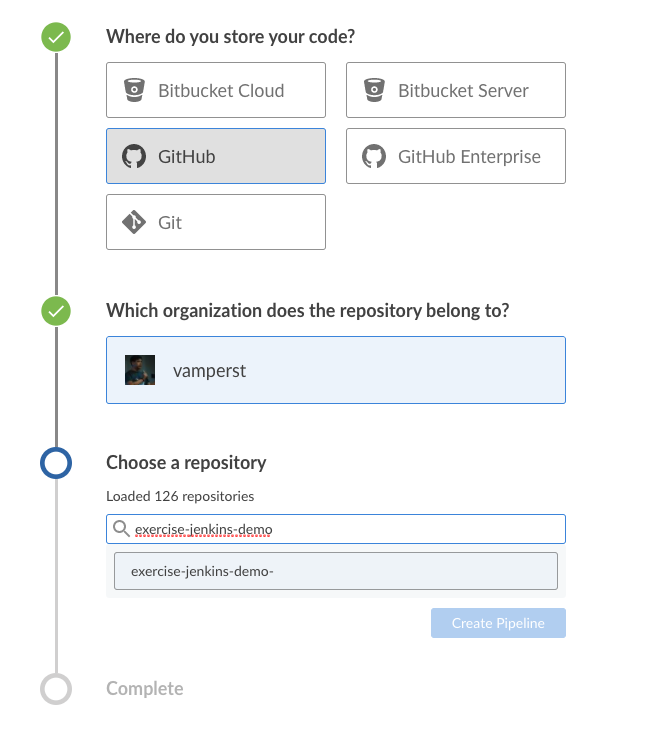 Where do you store your code?
Bitbucket Cloud
Bitbucket Server
GitHub
GitHub Enterprise
Git
Which organization does the repository belong to?
vamperst
Choose a repository
Loaded 126 repositories
exercise-jenkins-demo
exercise-jenkins-demo-
Create Pipeline
Complete